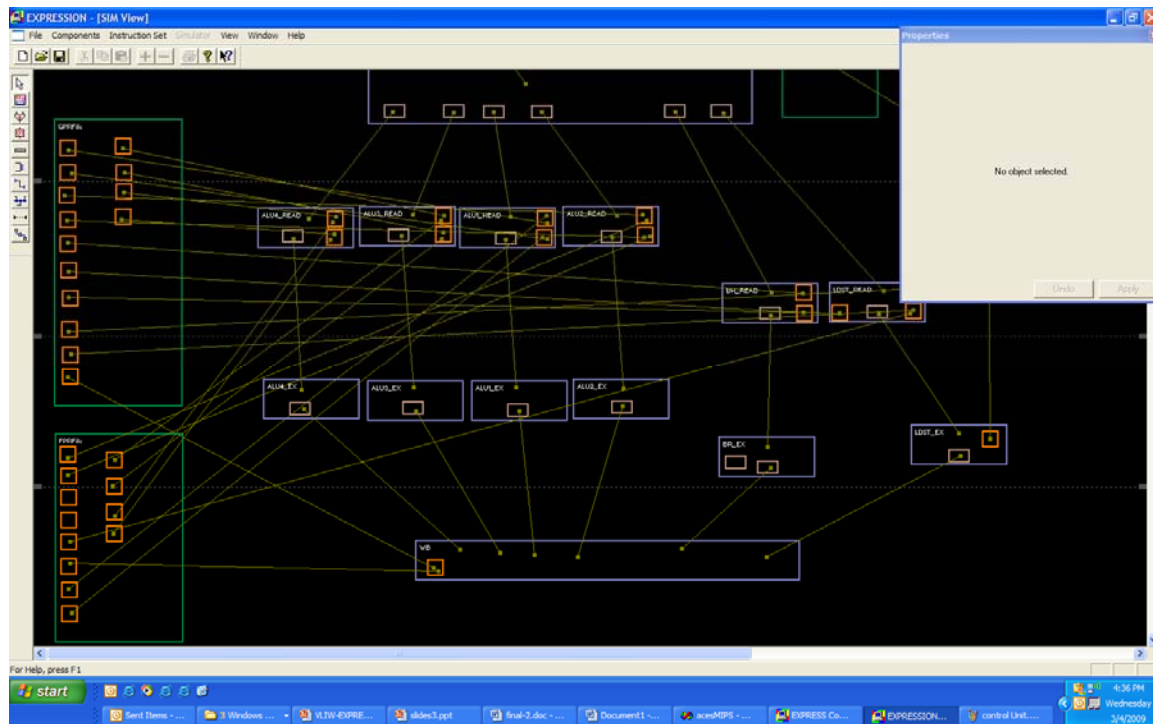 EXPRESSION - [SIM View]
File Components Instruction Set Simulator View Window Help
Properties
No object selected.
Undo Apply
ALU4_READ ALU3_READ ALU1_READ ALU2_READ
BR_READ LDST_READ
ALU4_EX ALU3_EX ALU1_EX ALU2_EX
BR_EX LDST_EX
WB
For Help, press F1
start
4:36 PM
Wednesday
3/4/2009
Sent Items - ... 3 Windows ... VLIW-EXPRE... slides3.ppt final-2.doc - ... Document1 -... acesMIPS - ... EXPRESS Co... EXPRESSION... control Unit....